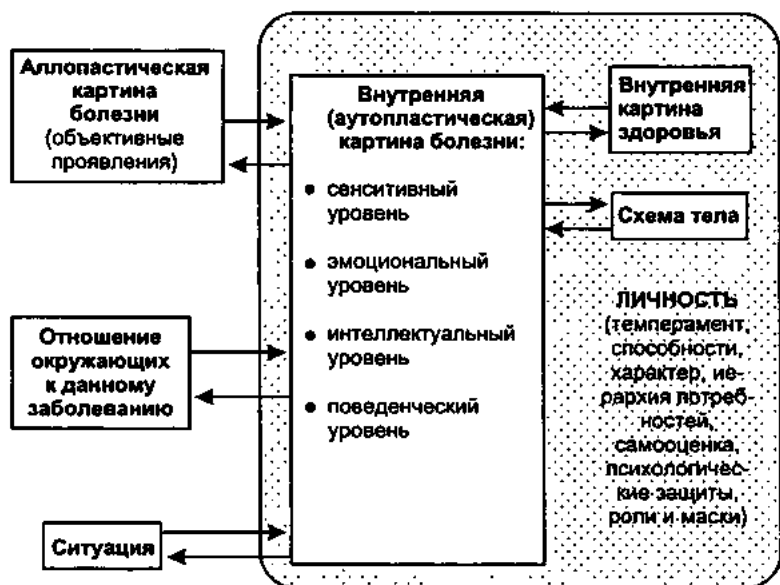 Аллопастическая
картина
болезни
(объективные
проявления)
Отношение
окружающих
к данному
заболеванию
Ситуация
Внутренняя
(аутопластическая)
картина болезни:
• сенситивный
уровень
• эмоциональный
уровень
• интеллектуальный
уровень
• поведенческий
уровень
Внутренняя
картина
здоровья
Схема тела
ЛИЧНОСТЬ
(темперамент,
способности,
характер, ие-
рархия потреб-
ностей,
самооценка,
психологичес-
кие защиты,
роли и маски)